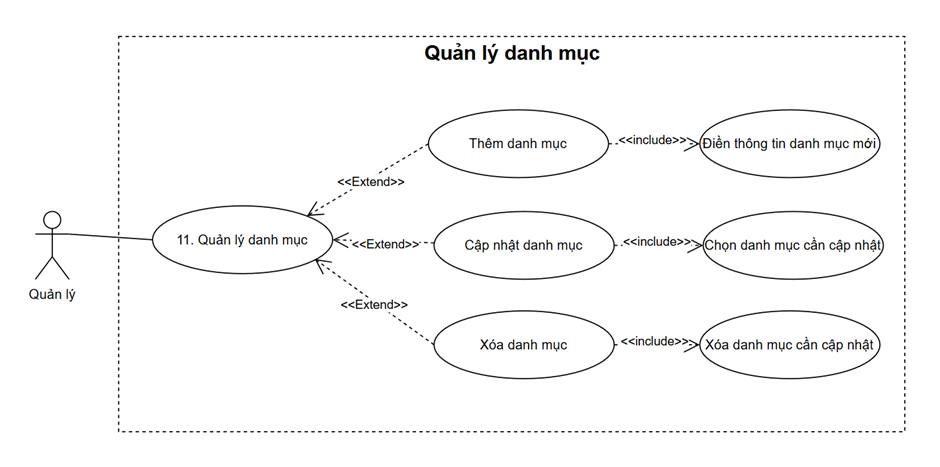 Quản lý danh mục
Thêm danh mục
<<include>>
Điền thông tin danh mục mới
<<Extend>>
11. Quản lý danh mục
<<Extend>>
Cập nhật danh mục
<<include>>
Chọn danh mục cần cập nhật
Quản lý
<<Extend>>
Xóa danh mục
<<include>>
Xóa danh mục cần cập nhật